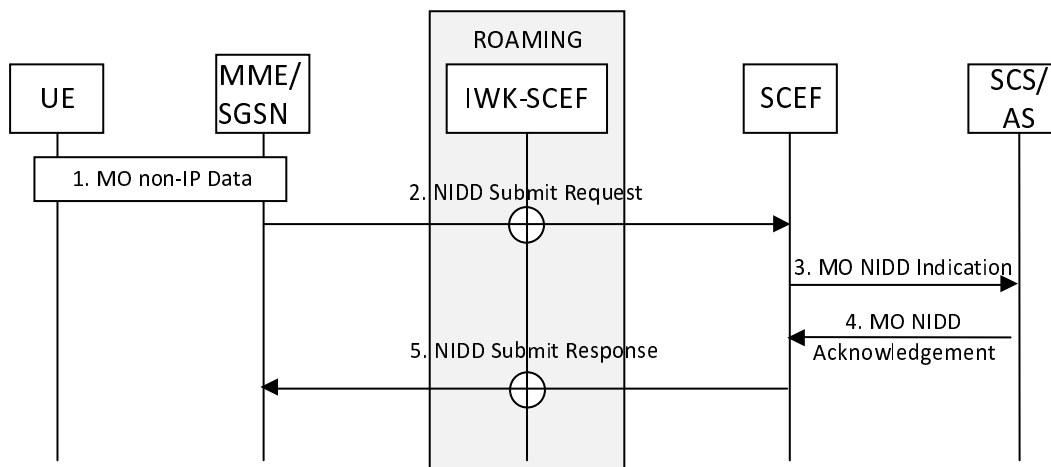 ROAMING
UE
MME/
SGSN
IWK-SCEF
SCEF
SCS/
AS
1. MO non-IP Data
2. NIDD Submit Request
3. MO NIDD Indication
4. MO NIDD
Acknowledgement
5. NIDD Submit Response